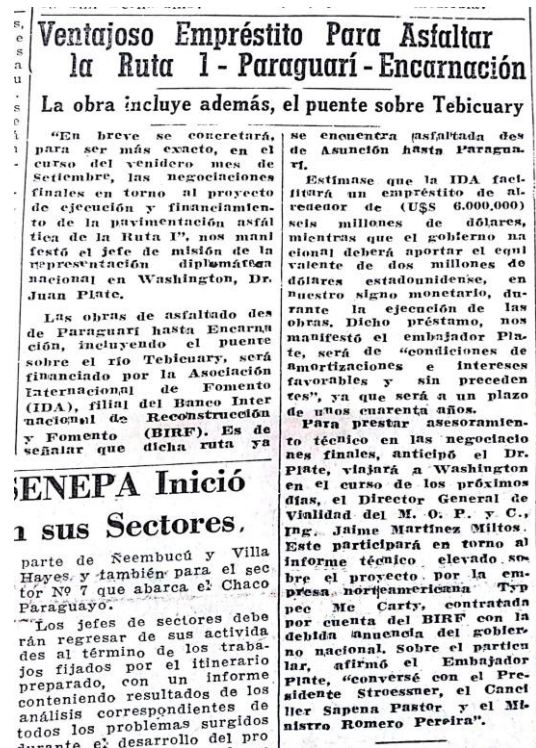 Ventajoso Empréstito Para Asfaltar
la Ruta 1 - Paraguarí - Encarnación
La obra incluye además, el puente sobre Tebicuary
“En breve se concretará,
para ser más exacto, en el
curso del venidero mes de
Setiembre, las negociaciones
finales en torno al proyecto
de ejecución y financiamien-
to de la pavimentación asfál
tica de la Ruta I”, nos mani
festó el jefe de misión de la
representación diplomática
nacional en Washington, Dr.
Juan Plate.
Las obras de asfaltado des
de Paraguarí hasta Encarna
ción, incluyendo el puente
sobre el río Tebicuary, será
financiado por la Asociación
Internacional de Fomento
(IDA), filial del Banco Inter
nacional de Reconstrucción
y Fomento (BIRF). Es de
señalar que dicha ruta ya
se encuentra asfaltada des
de Asunción hasta Paragua-
rí.
Estímase que la IDA faci-
litará un empréstito de al-
rededor de (U$S 6.000,000)
seis millones de dólares,
mientras que el gobierno na
cional deberá aportar el equi
valente de dos millones de
dólares estadounidense, en
nuestro signo monetario, du-
rante la ejecución de las
obras. Dicho préstamo, nos
manifestó el embajador Pla-
te, será de “condiciones de
amortizaciones e intereses
favorables y sin preceden
tes”, ya que será a un plazo
de unos cuarenta años.
Para prestar asesoramien-
to técnico en las negociacio
nes finales, anticipó el Dr.
Plate, viajará a Washington
en el curso de los próximos
días, el Director General de
Vialidad del M. O. P. y C.,
Ing. Jaime Martínez Miltos.
Este participará en torno al
informe técnico elevado so-
bre el proyecto por la em-
presa norteamericana Typ
pec Mc Carty, contratada
por cuenta del BIRF con la
debida anuencia del gobier-
no nacional. Sobre el particu
lar, afirmó el Embajador
Plate, “conversé con el Pre-
sidente Stroessner, el Canci
ller Sapena Pastor y el Mi-
nistro Romero Pereira”.
SENEPA Inició
n sus Sectores.
parte de Ñeembucú y Villa
Hayes, y también para el sec
tor Nº 7 que abarca el Chaco
Paraguayo.
Los jefes de sectores debe
rán regresar de sus activida
des al término de los traba-
jos fijados por el itinerario
preparado, con un informe
conteniendo resultados de los
análisis correspondientes de
todos los problemas surgidos
durante el desarrollo del pro